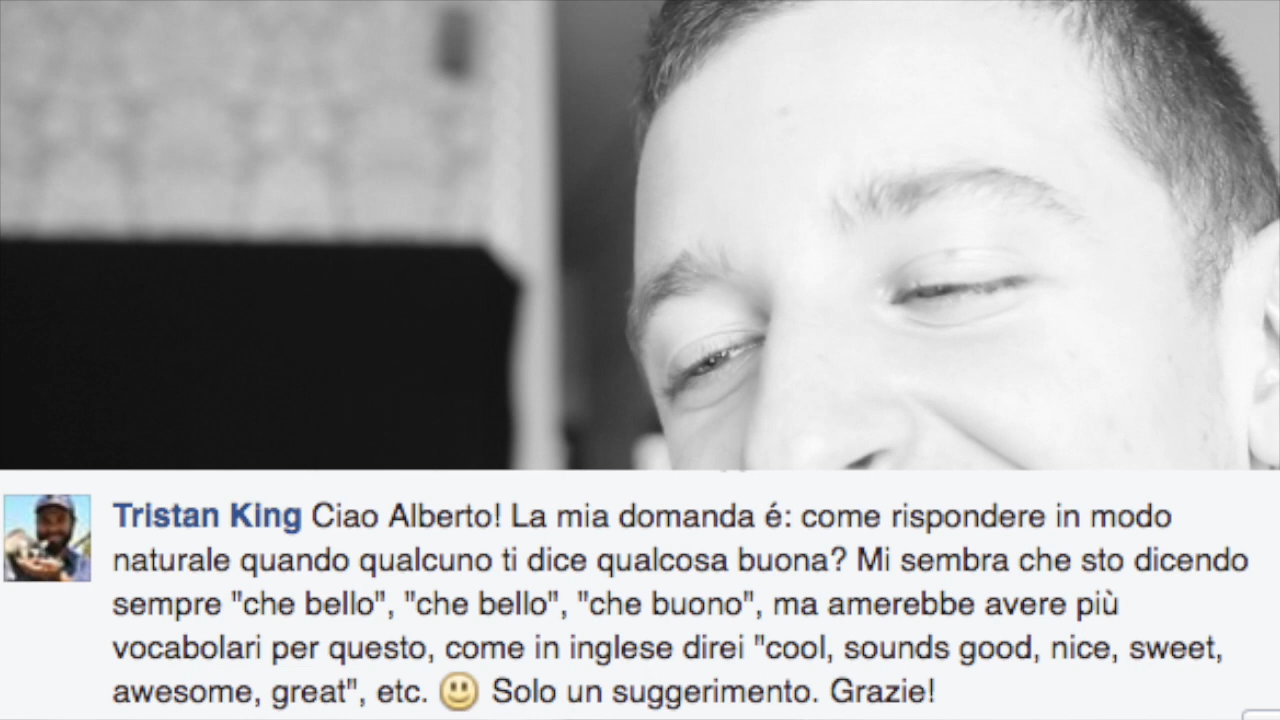 Tristan King Ciao Alberto! La mia domanda é: come rispondere in modo
naturale quando qualcuno ti dice qualcosa buona? Mi sembra che sto dicendo
sempre "che bello", "che bello", "che buono", ma amerebbe avere più
vocabolari per questo, come in inglese direi "cool, sounds good, nice, sweet,
awesome, great", etc. 🙂 Solo un suggerimento. Grazie!